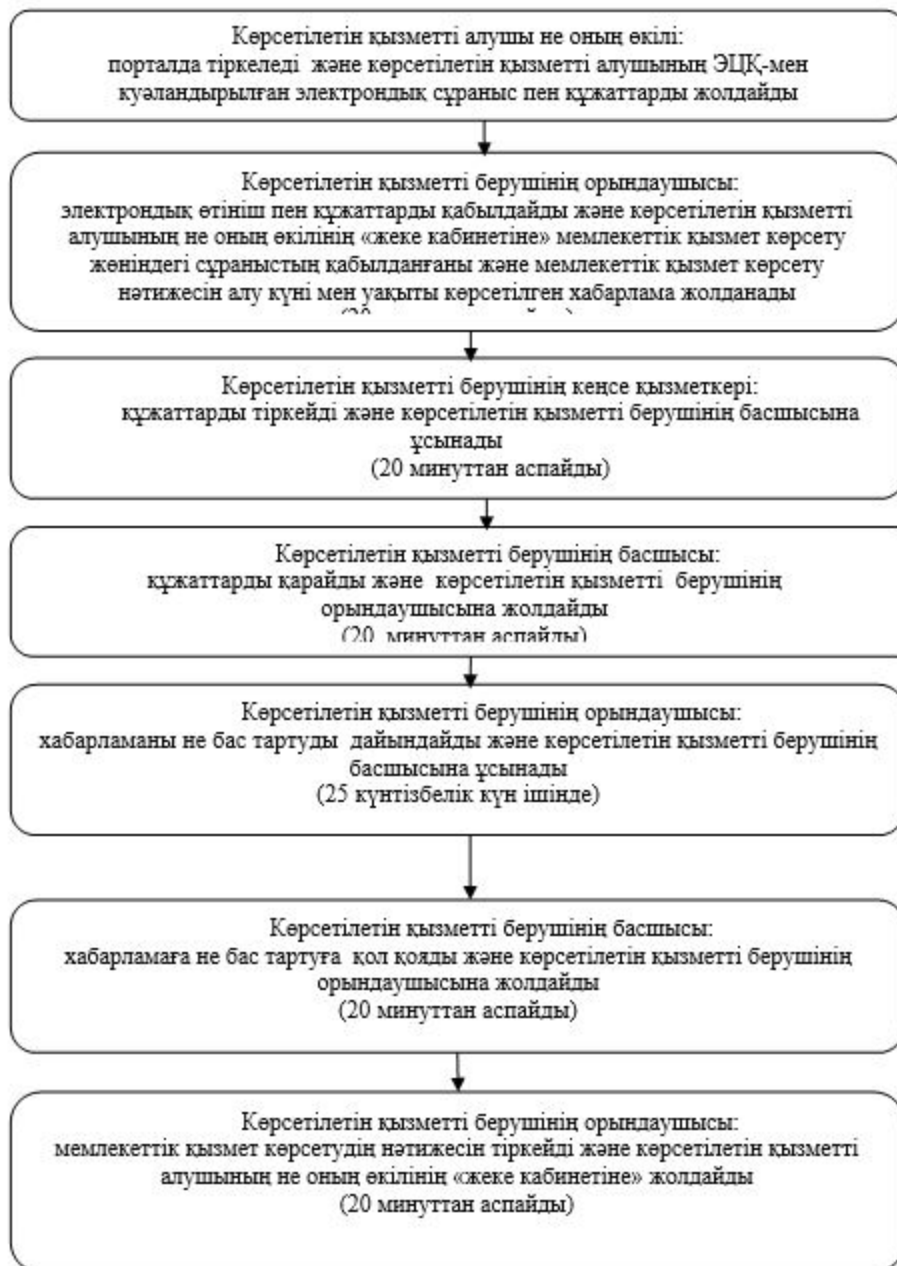 Көрсетілетін қызметті алушы не оның өкілі:
порталда тіркеледі және көрсетілетін қызметті алушының ЭЦҚ-мен
куәландырылған электрондық сұраныс пен құжаттарды жолдайды
Көрсетілетін қызметті берушінің орындаушысы:
электрондық өтініш пен құжаттарды қабылдайды және көрсетілетін қызметті
алушының не оның өкілінің «жеке кабинетіне» мемлекеттік қызмет көрсету
жөніндегі сұраныстың қабылданғаны және мемлекеттік қызмет көрсету
нәтижесін алу күні мен уақыты көрсетілген хабарлама жолданады
Көрсетілетін қызметті берушінің кеңсе қызметкері:
құжаттарды тіркейді және көрсетілетін қызметті берушінің басшысына
ұсынады
(20 минуттан аспайды)
Көрсетілетін қызметті берушінің басшысы:
құжаттарды қарайды және көрсетілетін қызметті берушінің
орындаушысына жолдайды
(20 минуттан аспайды)
Көрсетілетін қызметті берушінің орындаушысы:
хабарламаны не бас тартуды дайындайды және көрсетілетін қызметті берушінің
басшысына ұсынады
(25 күнтізбелік күн ішінде)
Көрсетілетін қызметті берушінің басшысы:
хабарламаға не бас тартуға қол қояды және көрсетілетін қызметті берушінің
орындаушысына жолдайды
(20 минуттан аспайды)
Көрсетілетін қызметті берушінің орындаушысы:
мемлекеттік қызмет көрсетудің нәтижесін тіркейді және көрсетілетін қызметті
алушының не оның өкілінің «жеке кабинетіне» жолдайды
(20 минуттан аспайды)